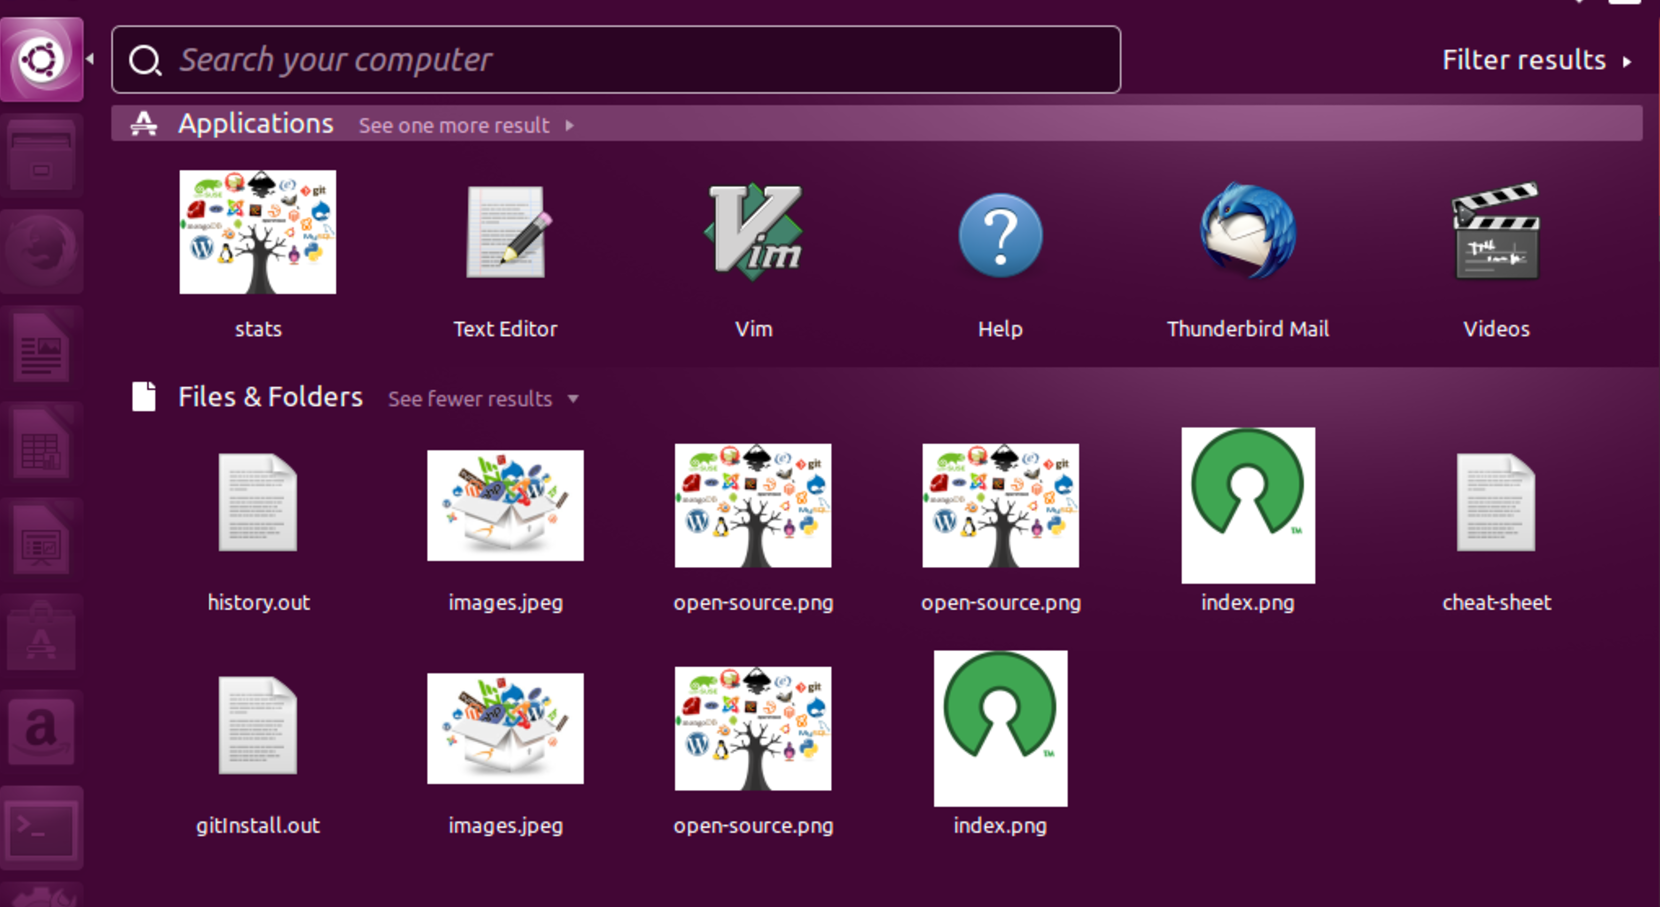 Search your computer
Filter results
Applications See one more result
stats Text Editor Vim Help Thunderbird Mail Videos
Files & Folders See fewer results
history.out images.jpeg open-source.png open-source.png index.png cheat-sheet
gitInstall.out images.jpeg open-source.png index.png